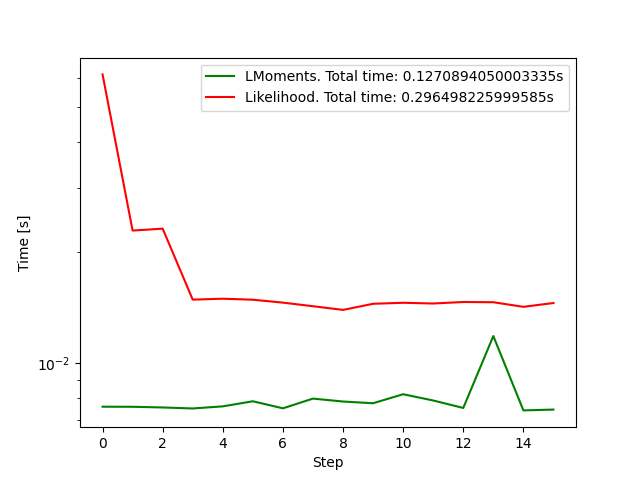 LMoments. Total time: 0.1270894050003335s
Likelihood. Total time: 0.296498225999585s
Time [s]
10⁻²
0 2 4 6 8 10 12 14
Step